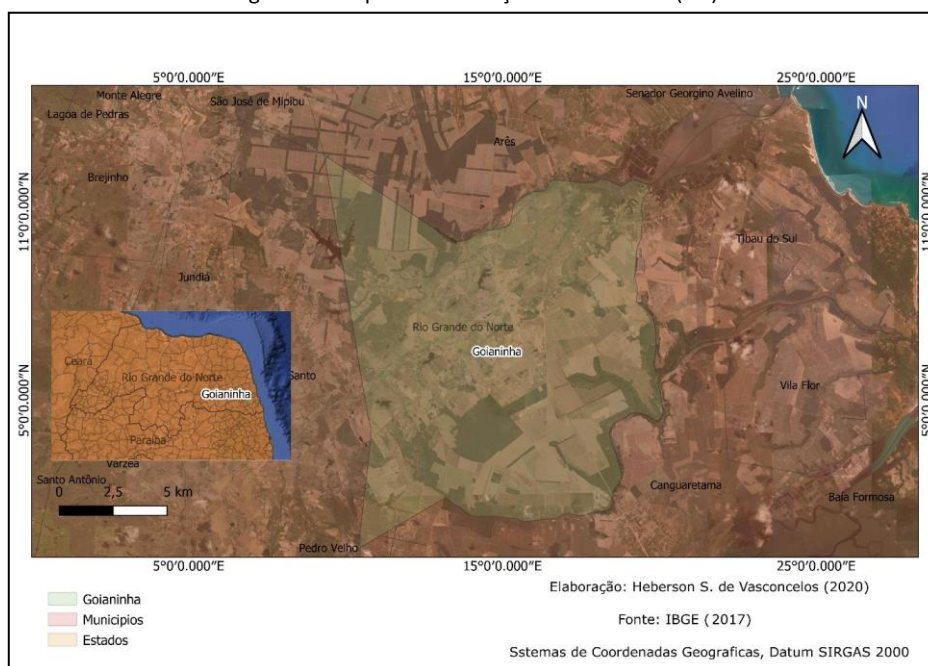 5°0'0.000"E
15°0'0.000"E
25°0'0.000"E
Monte Alegre
São José de Mipibu
Senador Georgino Avelino
N
Lagoa de Pedras
Arês
Brejinho
11°0'0.000"N
11°0'0.000"N
Tibau do Sul
Jundiá
Rio Grande do Norte
Goianinha
Ceará
Rio Grande do Norte
Goianinha
Santo
Vila Flor
5°0'0.000"N
5°0'0.000"N
Paraíba
Várzea
Santo Antônio
Canguaretama
Baía Formosa
0 2,5 5 km
Pedro Velho
5°0'0.000"E
15°0'0.000"E
25°0'0.000"E
Goianinha
Municipios
Estados
Elaboração: Heberson S. de Vasconcelos (2020)
Fonte: IBGE (2017)
Sstemas de Coordenadas Geograficas, Datum SIRGAS 2000